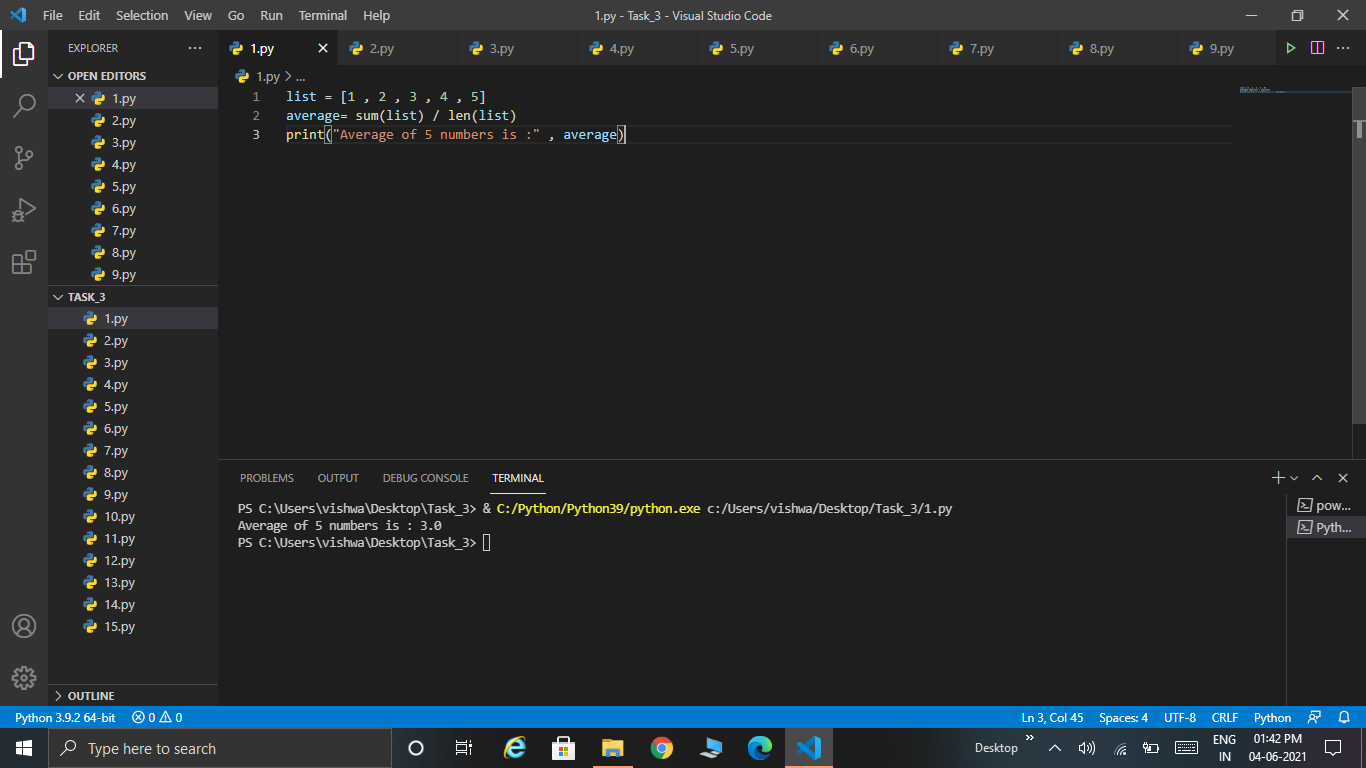 File Edit Selection View Go Run Terminal Help
1.py - Task_3 - Visual Studio Code
EXPLORER
OPEN EDITORS
1.py
2.py
3.py
4.py
5.py
6.py
7.py
8.py
9.py
TASK_3
1.py
2.py
3.py
4.py
5.py
6.py
7.py
8.py
9.py
10.py
11.py
12.py
13.py
14.py
15.py
OUTLINE
1.py 2.py 3.py 4.py 5.py 6.py 7.py 8.py 9.py
1.py > ...
1 list = [1 , 2 , 3 , 4 , 5]
2 average= sum(list) / len(list)
3 print("Average of 5 numbers is :" , average)
PROBLEMS OUTPUT DEBUG CONSOLE TERMINAL
PS C:\Users\vishwa\Desktop\Task_3> & C:/Python/Python39/python.exe c:/Users/vishwa/Desktop/Task_3/1.py
Average of 5 numbers is : 3.0
PS C:\Users\vishwa\Desktop\Task_3>
pow...
Pyth...
Python 3.9.2 64-bit 0 0 Ln 3, Col 45 Spaces: 4 UTF-8 CRLF Python
Type here to search
Desktop
ENG
IN
01:42 PM
04-06-2021